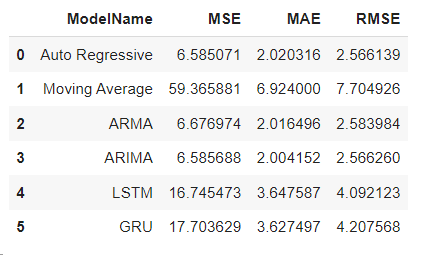 ModelName MSE MAE RMSE
0 Auto Regressive 6.585071 2.020316 2.566139
1 Moving Average 59.365881 6.924000 7.704926
2 ARMA 6.676974 2.016496 2.583984
3 ARIMA 6.585688 2.004152 2.566260
4 LSTM 16.745473 3.647587 4.092123
5 GRU 17.703629 3.627497 4.207568